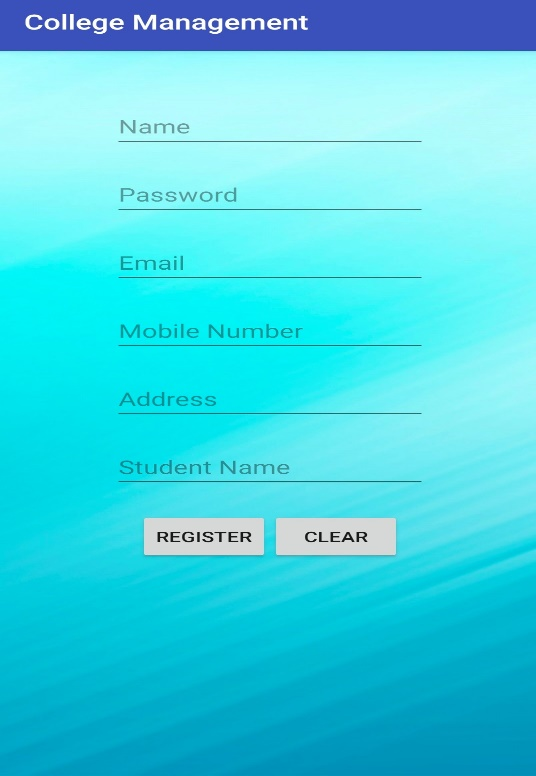 College Management
Name
Password
Email
Mobile Number
Address
Student Name
REGISTER CLEAR